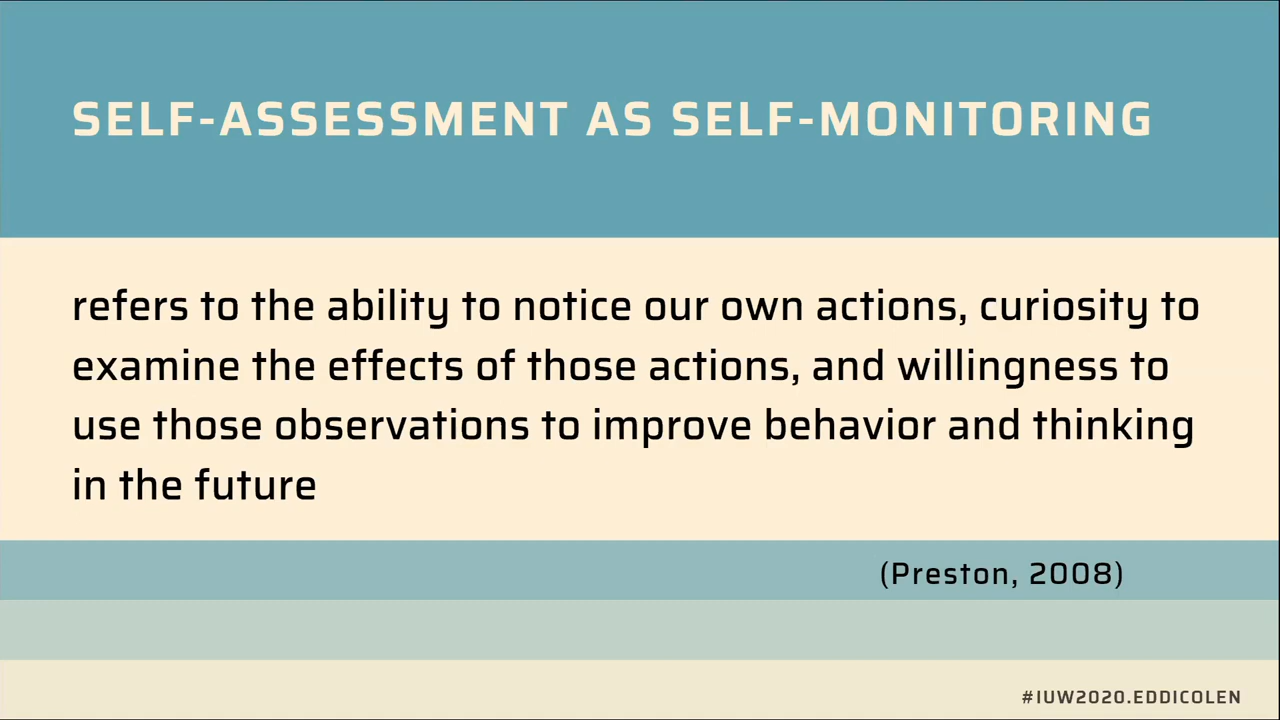 SELF-ASSESSMENT AS SELF-MONITORING
refers to the ability to notice our own actions, curiosity to
examine the effects of those actions, and willingness to
use those observations to improve behavior and thinking
in the future
(Preston, 2008)
#IUW2020.EDDICOLEN